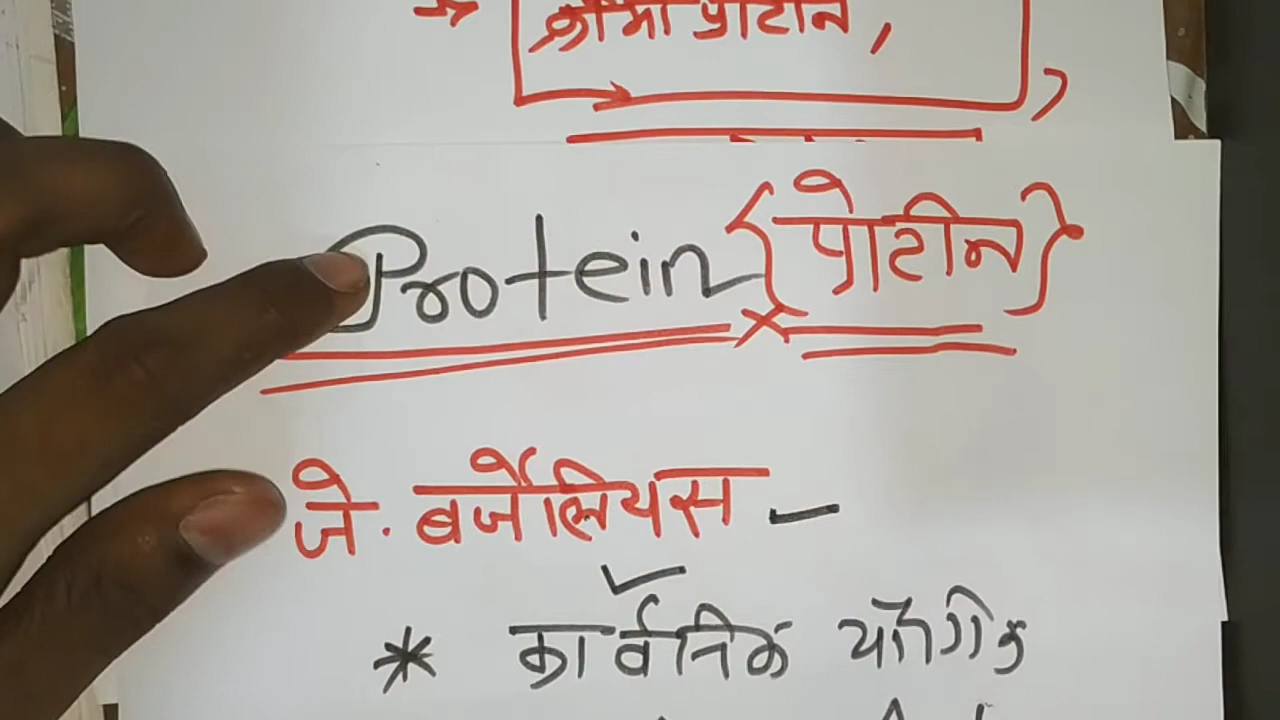 प्रोटीन,
Protein {प्रोटीन}
जे. बर्जेलियस –
* कार्बनिक यौगिक